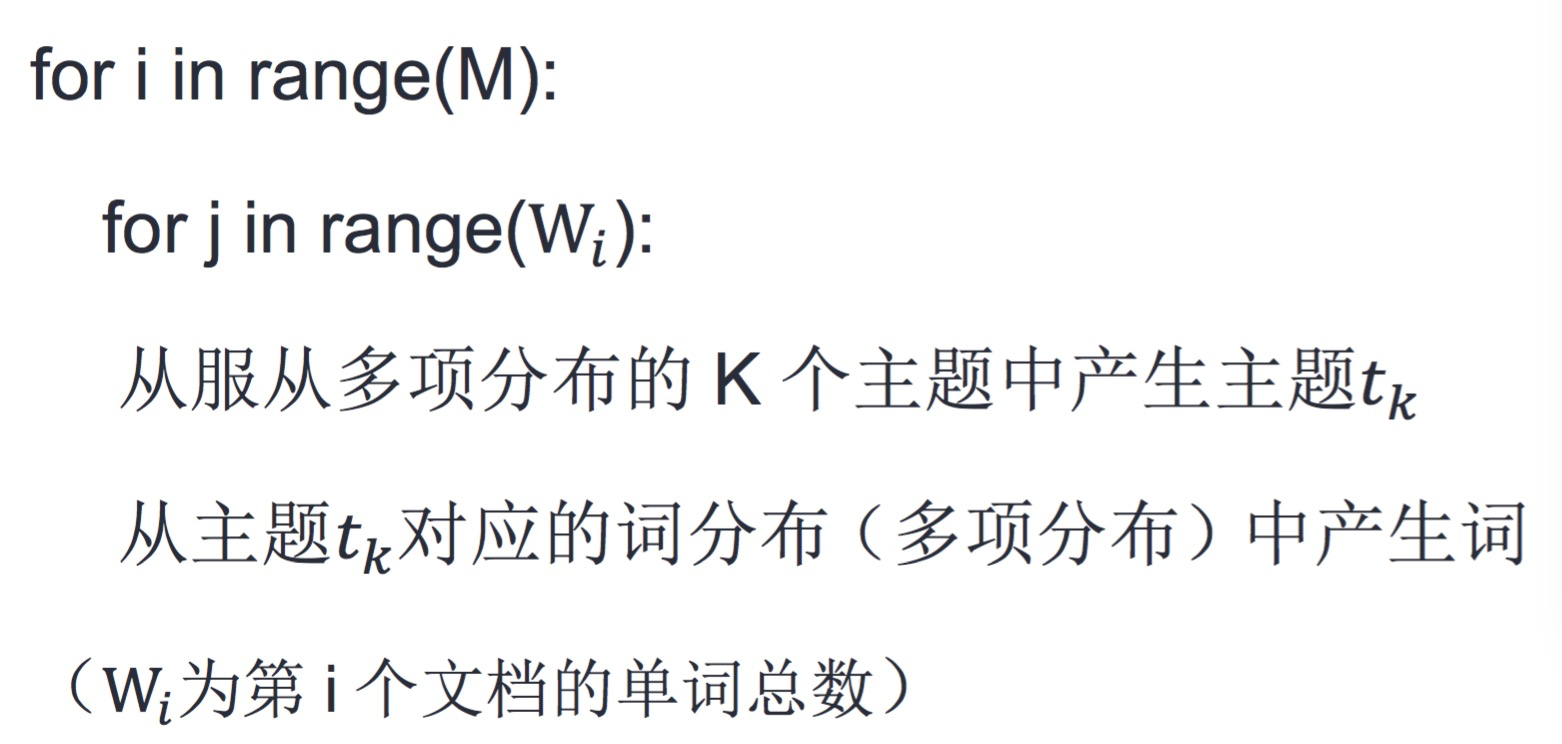 for i in range(M):
for j in range(Wᵢ):
从服从多项分布的 K 个主题中产生主题tₖ
从主题tₖ对应的词分布（多项分布）中产生词
（Wᵢ为第 i 个文档的单词总数）